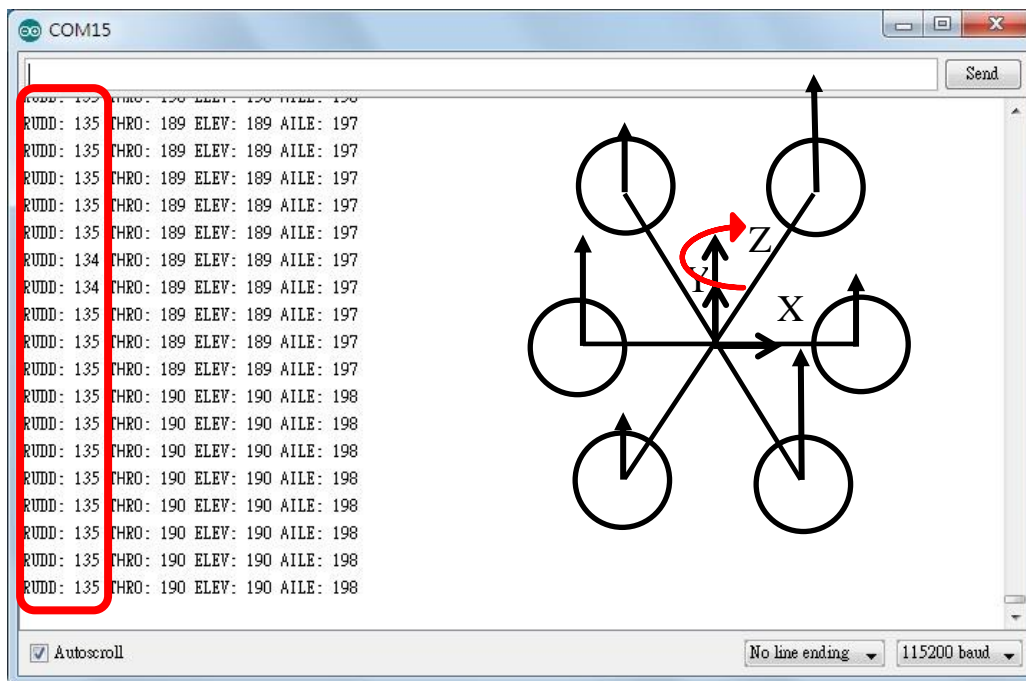 COM15
Send
RUDD: 135 THRO: 189 ELEV: 189 AILE: 197
RUDD: 135 THRO: 189 ELEV: 189 AILE: 197
RUDD: 135 THRO: 189 ELEV: 189 AILE: 197
RUDD: 135 THRO: 189 ELEV: 189 AILE: 197
RUDD: 135 THRO: 189 ELEV: 189 AILE: 197
RUDD: 134 THRO: 189 ELEV: 189 AILE: 197
RUDD: 134 THRO: 189 ELEV: 189 AILE: 197
RUDD: 135 THRO: 189 ELEV: 189 AILE: 197
RUDD: 135 THRO: 189 ELEV: 189 AILE: 197
RUDD: 135 THRO: 189 ELEV: 189 AILE: 197
RUDD: 135 THRO: 190 ELEV: 190 AILE: 198
RUDD: 135 THRO: 190 ELEV: 190 AILE: 198
RUDD: 135 THRO: 190 ELEV: 190 AILE: 198
RUDD: 135 THRO: 190 ELEV: 190 AILE: 198
RUDD: 135 THRO: 190 ELEV: 190 AILE: 198
RUDD: 135 THRO: 190 ELEV: 190 AILE: 198
RUDD: 135 THRO: 190 ELEV: 190 AILE: 198
RUDD: 135 THRO: 190 ELEV: 190 AILE: 198
Z
Y
X
Autoscroll
No line ending
115200 baud